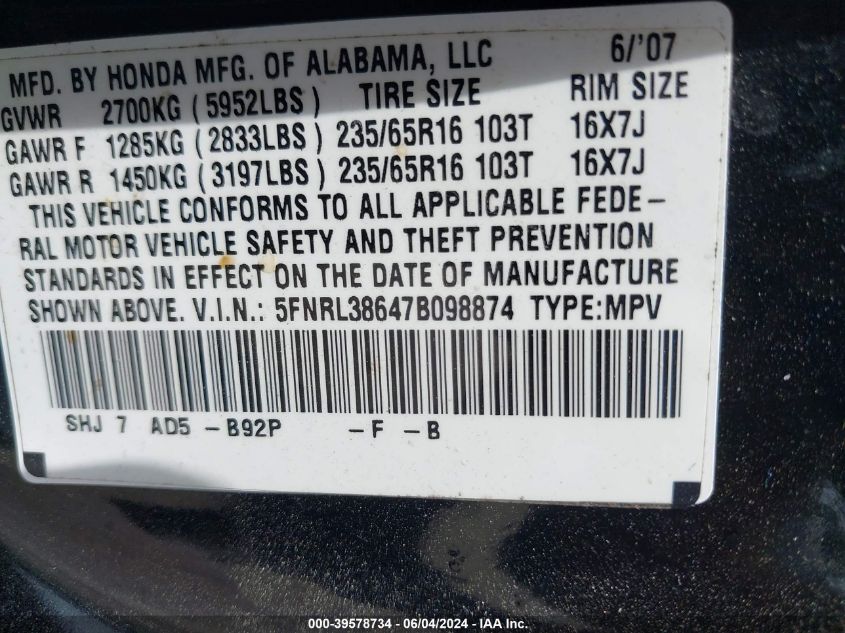 MFD. BY HONDA MFG. OF ALABAMA, LLC 6/'07
GVWR 2700KG (5952LBS) TIRE SIZE RIM SIZE
GAWR F 1285KG (2833LBS) 235/65R16 103T 16X7J
GAWR R 1450KG (3197LBS) 235/65R16 103T 16X7J
THIS VEHICLE CONFORMS TO ALL APPLICABLE FEDE-
RAL MOTOR VEHICLE SAFETY AND THEFT PREVENTION
STANDARDS IN EFFECT ON THE DATE OF MANUFACTURE
SHOWN ABOVE. V.I.N.: 5FNRL38647B098874 TYPE:MPV
SHJ 7 AD5 -B92P -F -B
000-39578734 - 06/04/2024 - IAA Inc.